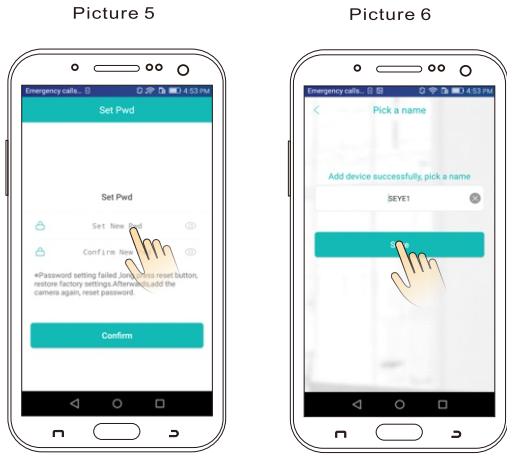 Picture 5
Picture 6
Emergency calls... 4:53 PM
Set Pwd
Set Pwd
Set New Pwd
Confirm New
*Password setting failed,long press reset button,
restore factory settings.Afterwards,add the
camera again, reset password.
Confirm
Emergency calls... 4:53 PM
Pick a name
Add device successfully, pick a name
SEYE1
Save